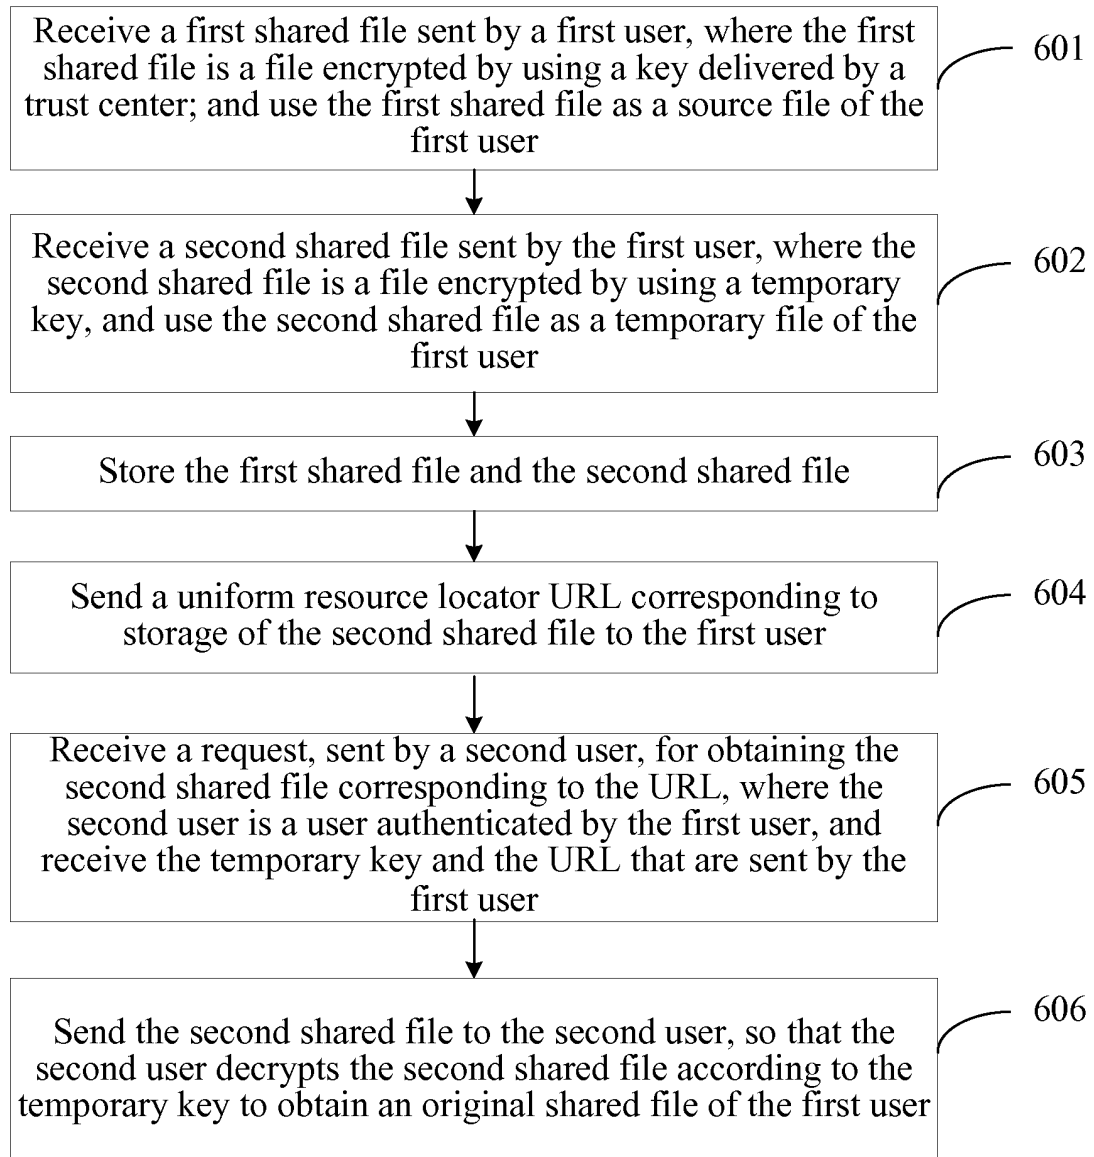 Receive a first shared file sent by a first user, where the first
shared file is a file encrypted by using a key delivered by a
trust center; and use the first shared file as a source file of the
first user
601
Receive a second shared file sent by the first user, where the
second shared file is a file encrypted by using a temporary
key, and use the second shared file as a temporary file of the
first user
602
Store the first shared file and the second shared file
603
Send a uniform resource locator URL corresponding to
storage of the second shared file to the first user
604
Receive a request, sent by a second user, for obtaining the
second shared file corresponding to the URL, where the
second user is a user authenticated by the first user, and
receive the temporary key and the URL that are sent by the
first user
605
Send the second shared file to the second user, so that the
second user decrypts the second shared file according to the
temporary key to obtain an original shared file of the first user
606